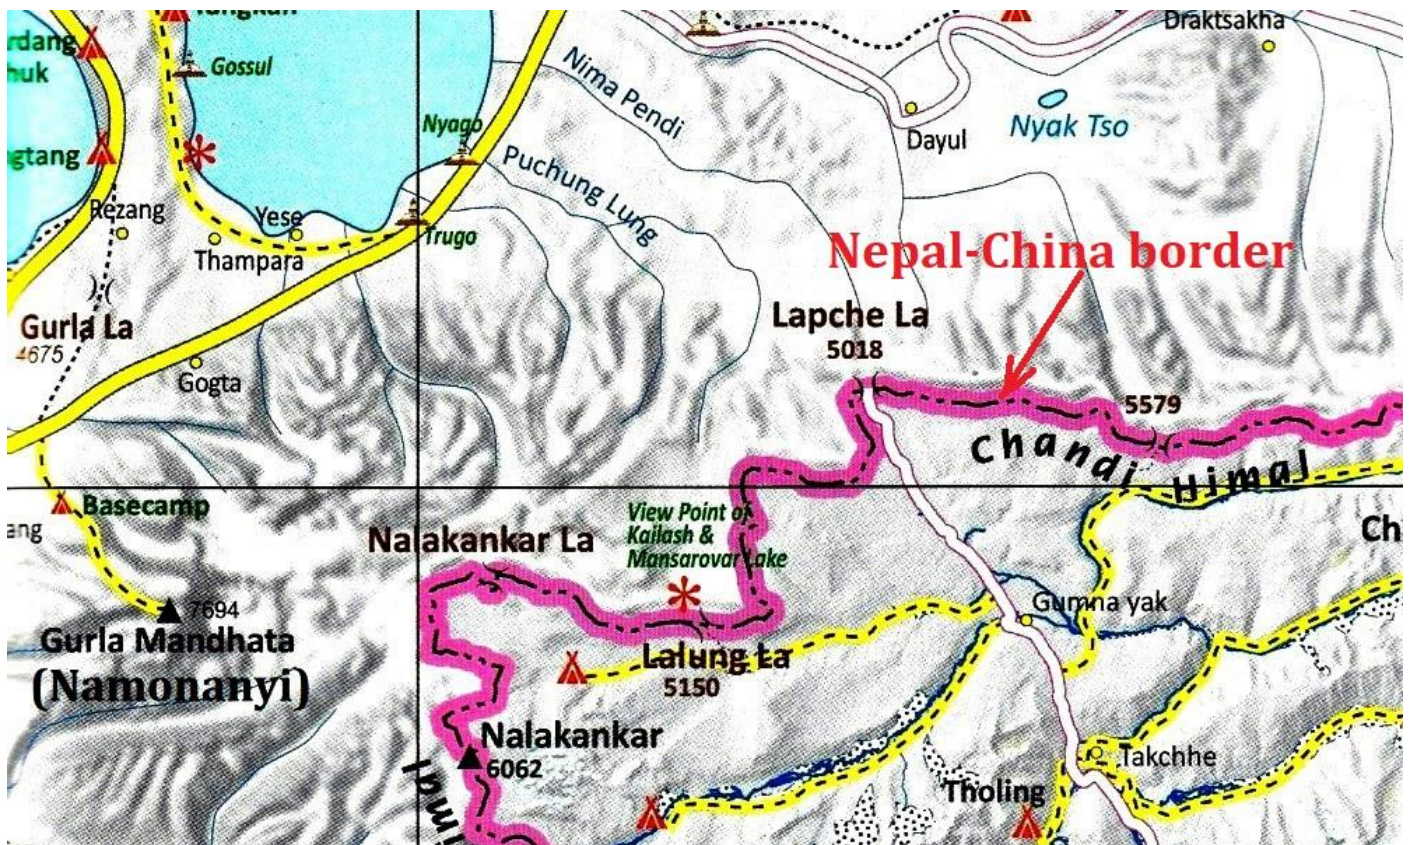 Draktsakha
Gossul
Nima Pendi
Nyago
Nyak Tso
Dayul
Puchung Lung
Rezang
Yese
Trugo
Thampara
Nepal-China border
Gurla La
4675
Lapche La
5018
Gogta
5579
Chandi Himal
Basecamp
View Point of
Kailash &
Mansarovar Lake
Nalakankar La
Ch
7694
Gurla Mandhata
(Namonanyi)
Gumna yak
Lalung La
5150
Nalakankar
6062
Takchhe
Tholing